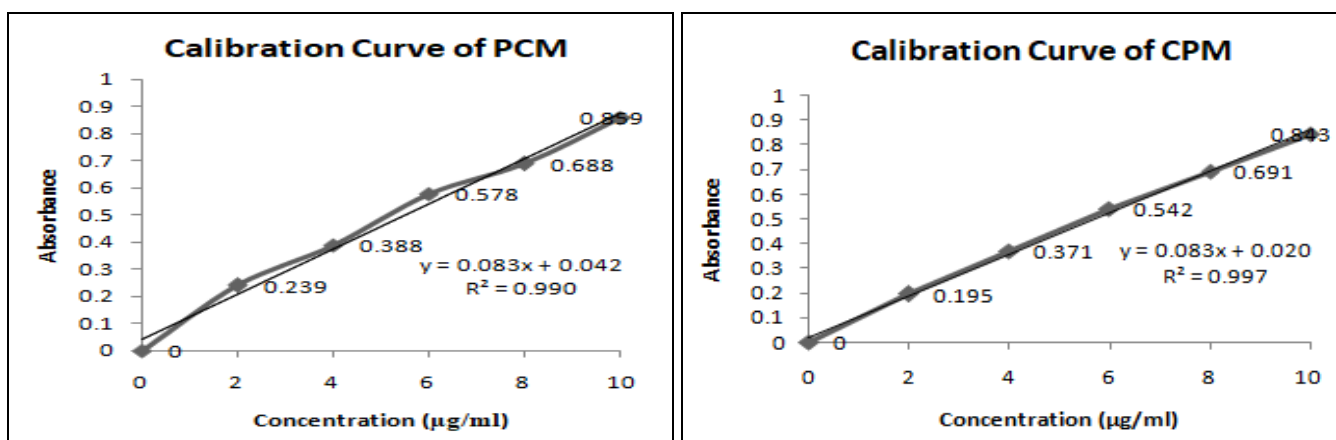 Calibration Curve of PCM
1
0.9
0.8
0.7
0.6
0.5
0.4
0.3
0.2
0.1
0
Absorbance
0
0.239
0.388
0.578
0.688
0.859
y = 0.083x + 0.042
R² = 0.990
0 2 4 6 8 10
Concentration (µg/ml)
Calibration Curve of CPM
1
0.9
0.8
0.7
0.6
0.5
0.4
0.3
0.2
0.1
0
Absorbance
0
0.195
0.371
0.542
0.691
0.843
y = 0.083x + 0.020
R² = 0.997
0 2 4 6 8 10
Concentration (µg/ml)